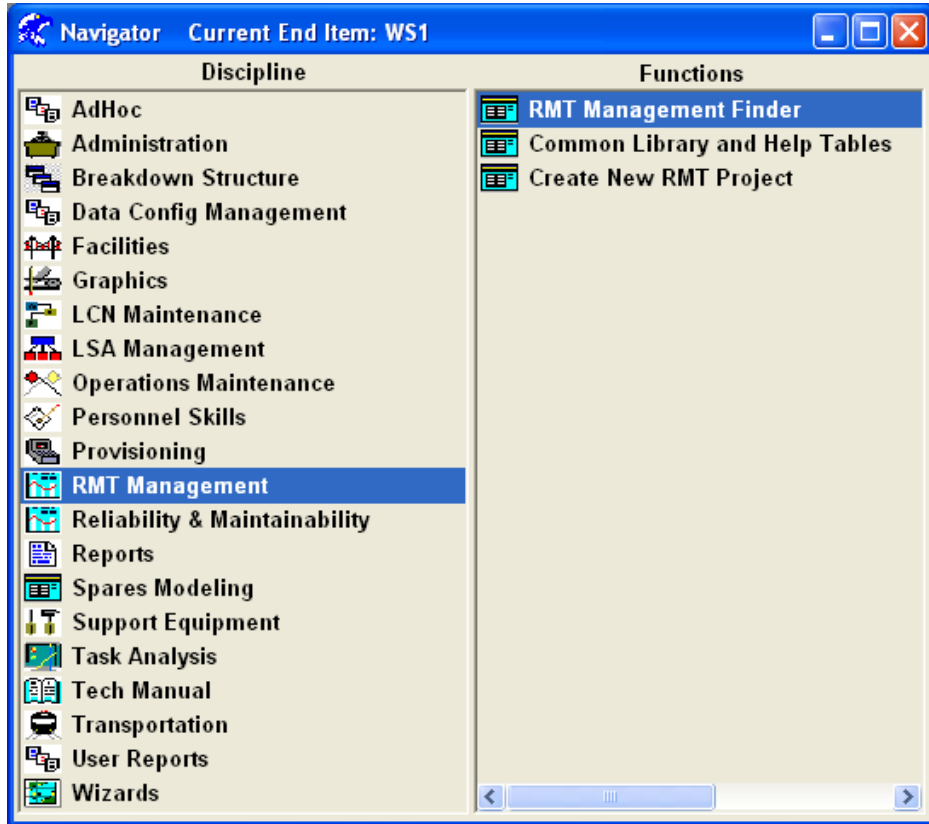 Navigator Current End Item: WS1
Discipline
AdHoc
Administration
Breakdown Structure
Data Config Management
Facilities
Graphics
LCN Maintenance
LSA Management
Operations Maintenance
Personnel Skills
Provisioning
RMT Management
Reliability & Maintainability
Reports
Spares Modeling
Support Equipment
Task Analysis
Tech Manual
Transportation
User Reports
Wizards
Functions
RMT Management Finder
Common Library and Help Tables
Create New RMT Project